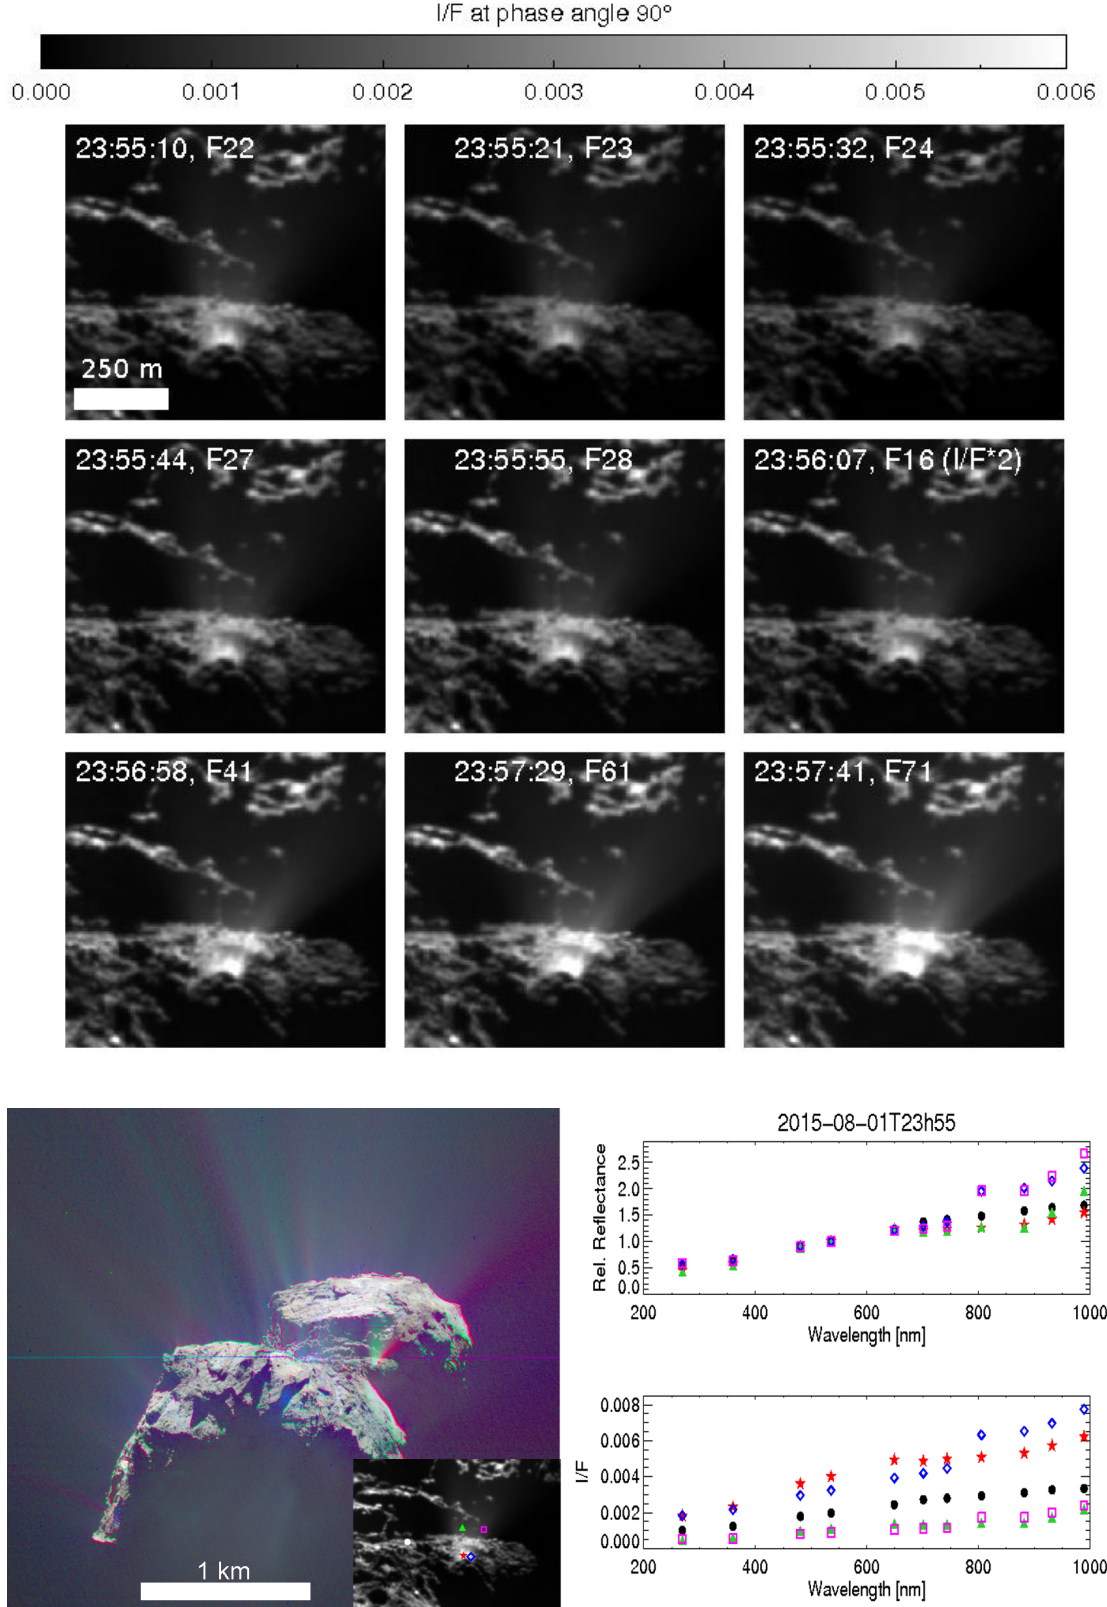 I/F at phase angle 90°
0.000 0.001 0.002 0.003 0.004 0.005 0.006
23:55:10, F22
23:55:21, F23
23:55:32, F24
250 m
23:55:44, F27
23:55:55, F28
23:56:07, F16 (I/F*2)
23:56:58, F41
23:57:29, F61
23:57:41, F71
1 km
2015-08-01T23h55
Rel. Reflectance
2.5
2.0
1.5
1.0
0.5
0.0
200 400 600 800 1000
Wavelength [nm]
I/F
0.008
0.006
0.004
0.002
0.000
200 400 600 800 1000
Wavelength [nm]